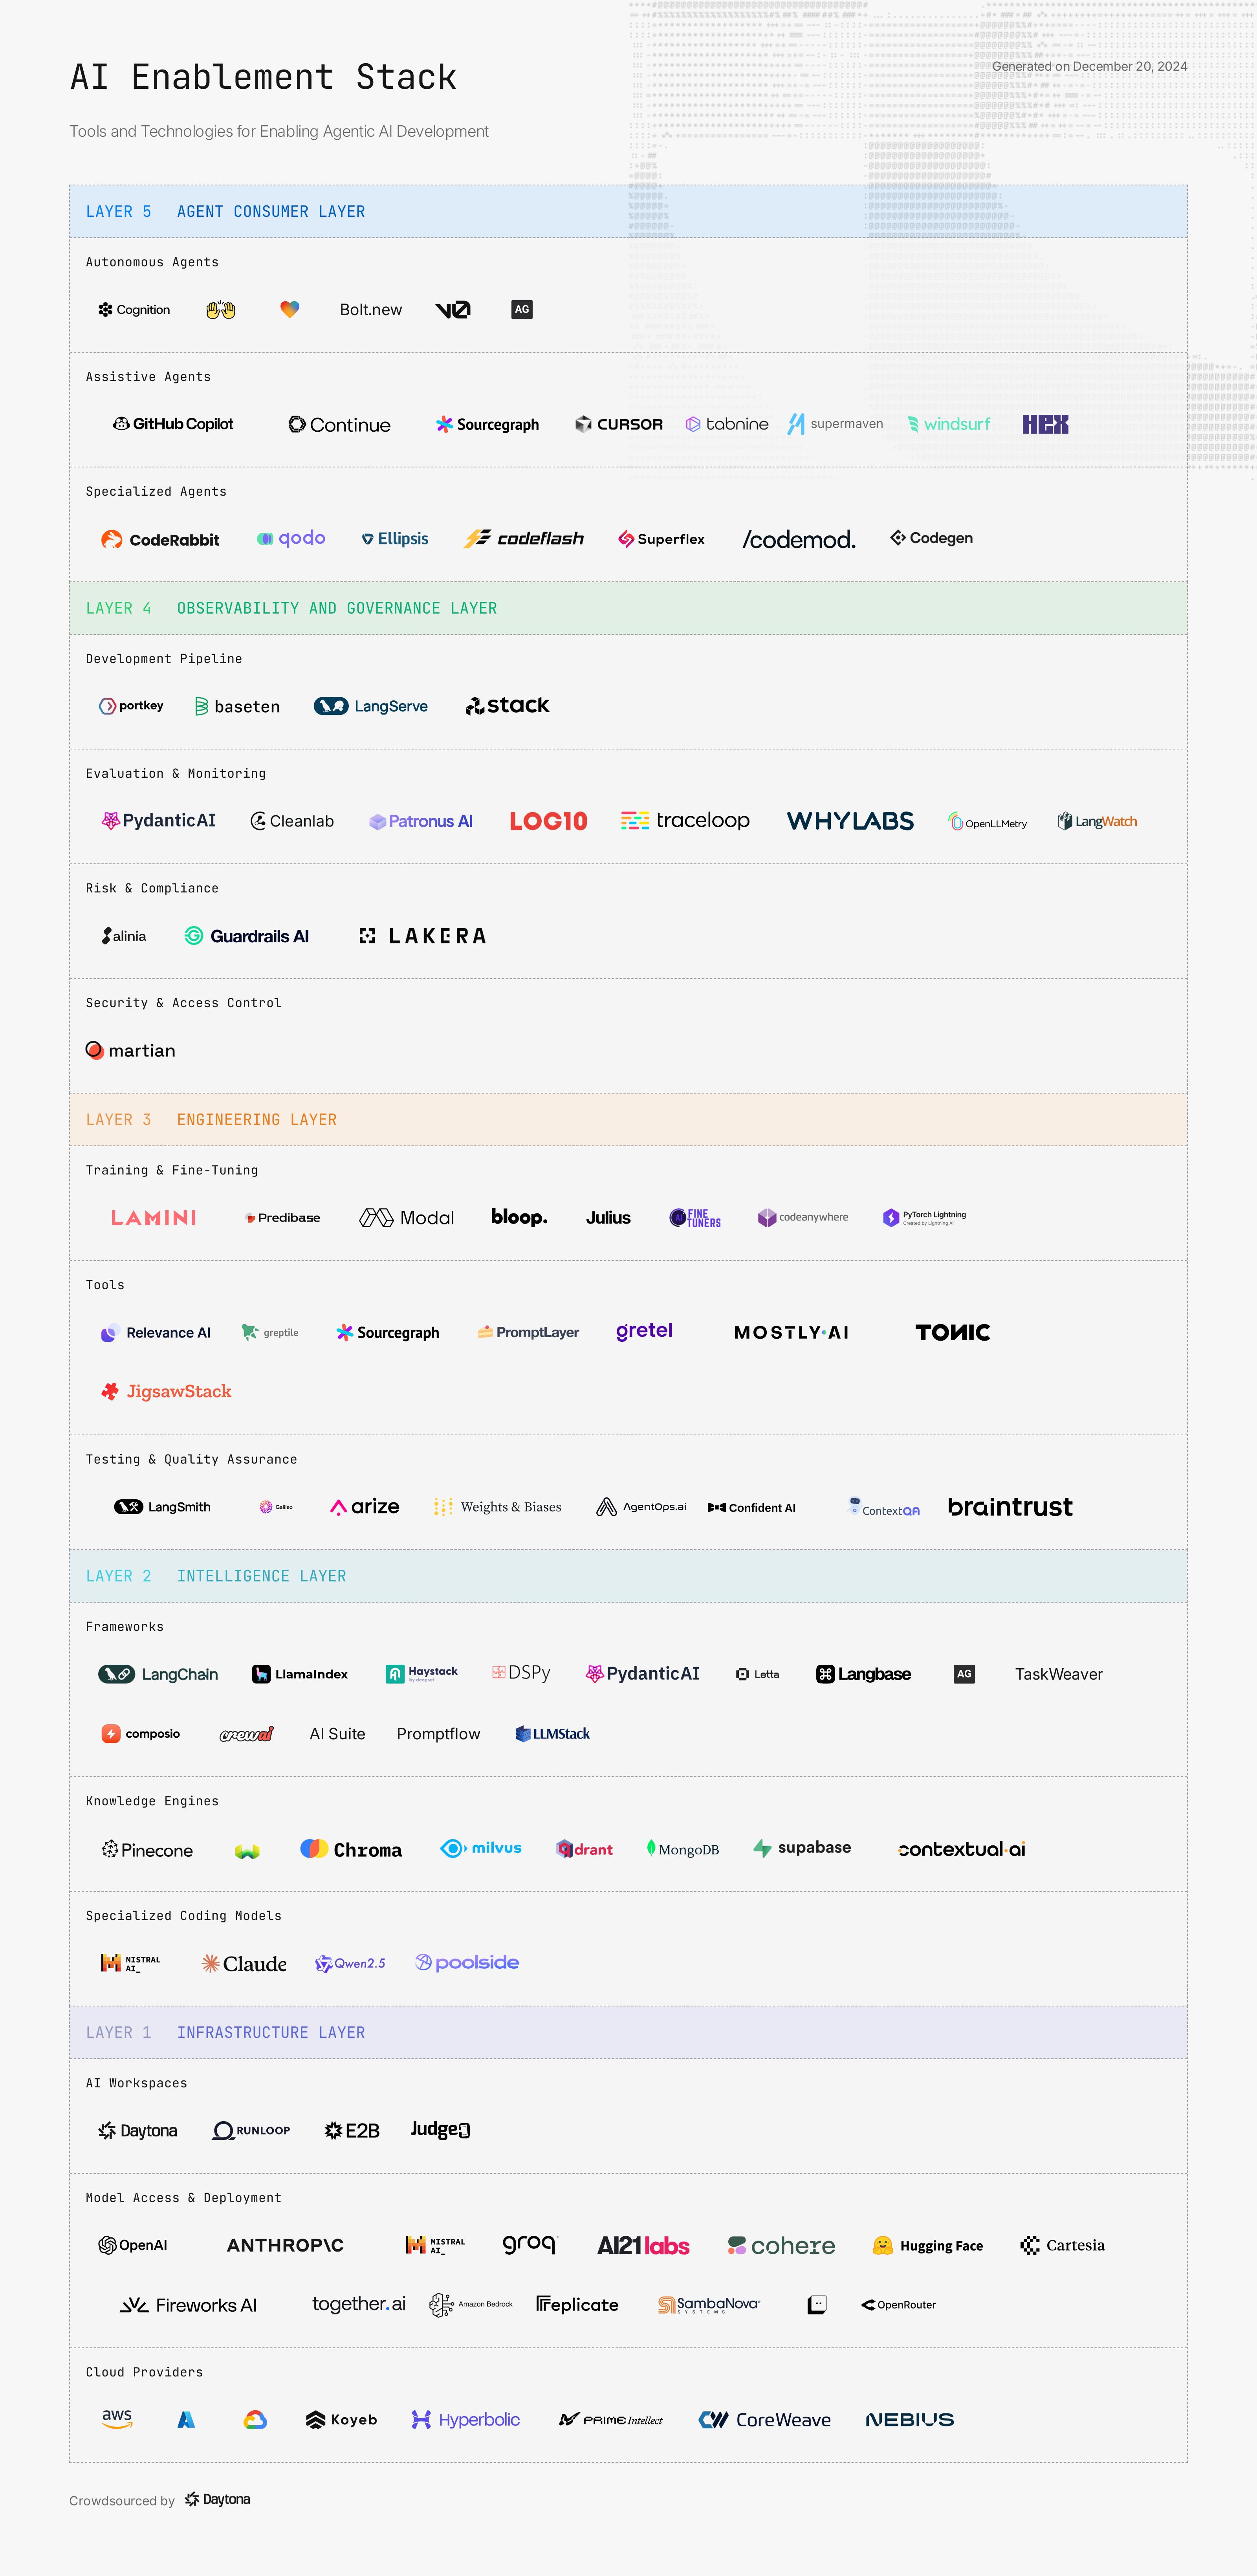 AI Enablement Stack
Generated on December 20, 2024
Tools and Technologies for Enabling Agentic AI Development
LAYER 5 AGENT CONSUMER LAYER
Autonomous Agents
Cognition Bolt.new v0 AG
Assistive Agents
GitHub Copilot Continue Sourcegraph CURSOR tabnine supermaven windsurf HEX
Specialized Agents
CodeRabbit qodo Ellipsis codeflash Superflex /codemod. Codegen
LAYER 4 OBSERVABILITY AND GOVERNANCE LAYER
Development Pipeline
portkey baseten LangServe stack
Evaluation & Monitoring
PydanticAI Cleanlab Patronus AI LOG10 traceloop WHYLABS OpenLLMetry LangWatch
Risk & Compliance
alinia Guardrails AI LAKERA
Security & Access Control
martian
LAYER 3 ENGINEERING LAYER
Training & Fine-Tuning
LAMINI Predibase Modal bloop. Julius AI FINE TUNERS codeanywhere PyTorch Lightning Created by Lightning AI
Tools
Relevance AI greptile Sourcegraph PromptLayer gretel MOSTLY·AI TONIC
JigsawStack
Testing & Quality Assurance
LangSmith Galileo arize Weights & Biases AgentOps.ai Confident AI ContextQA braintrust
LAYER 2 INTELLIGENCE LAYER
Frameworks
LangChain LlamaIndex Haystack by deepset DSPy PydanticAI Letta Langbase AG TaskWeaver
composio crewai AI Suite Promptflow LLMStack
Knowledge Engines
Pinecone Chroma milvus qdrant MongoDB supabase contextual·ai
Specialized Coding Models
MISTRAL AI_ Claude Qwen2.5 poolside
LAYER 1 INFRASTRUCTURE LAYER
AI Workspaces
Daytona RUNLOOP E2B Judge0
Model Access & Deployment
OpenAI ANTHROP\C MISTRAL AI_ groq AI21labs cohere Hugging Face Cartesia
Fireworks AI together.ai Amazon Bedrock Replicate SambaNova SYSTEMS OpenRouter
Cloud Providers
aws Koyeb Hyperbolic PRIME Intellect CoreWeave NEBIUS
Crowdsourced by Daytona